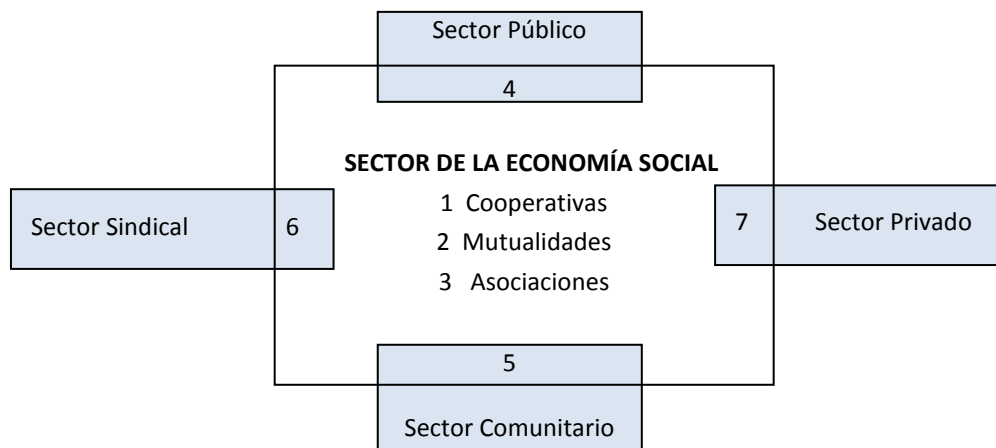 Sector Público
4
SECTOR DE LA ECONOMÍA SOCIAL
1 Cooperativas
Sector Sindical 6 2 Mutualidades 7 Sector Privado
3 Asociaciones
5
Sector Comunitario